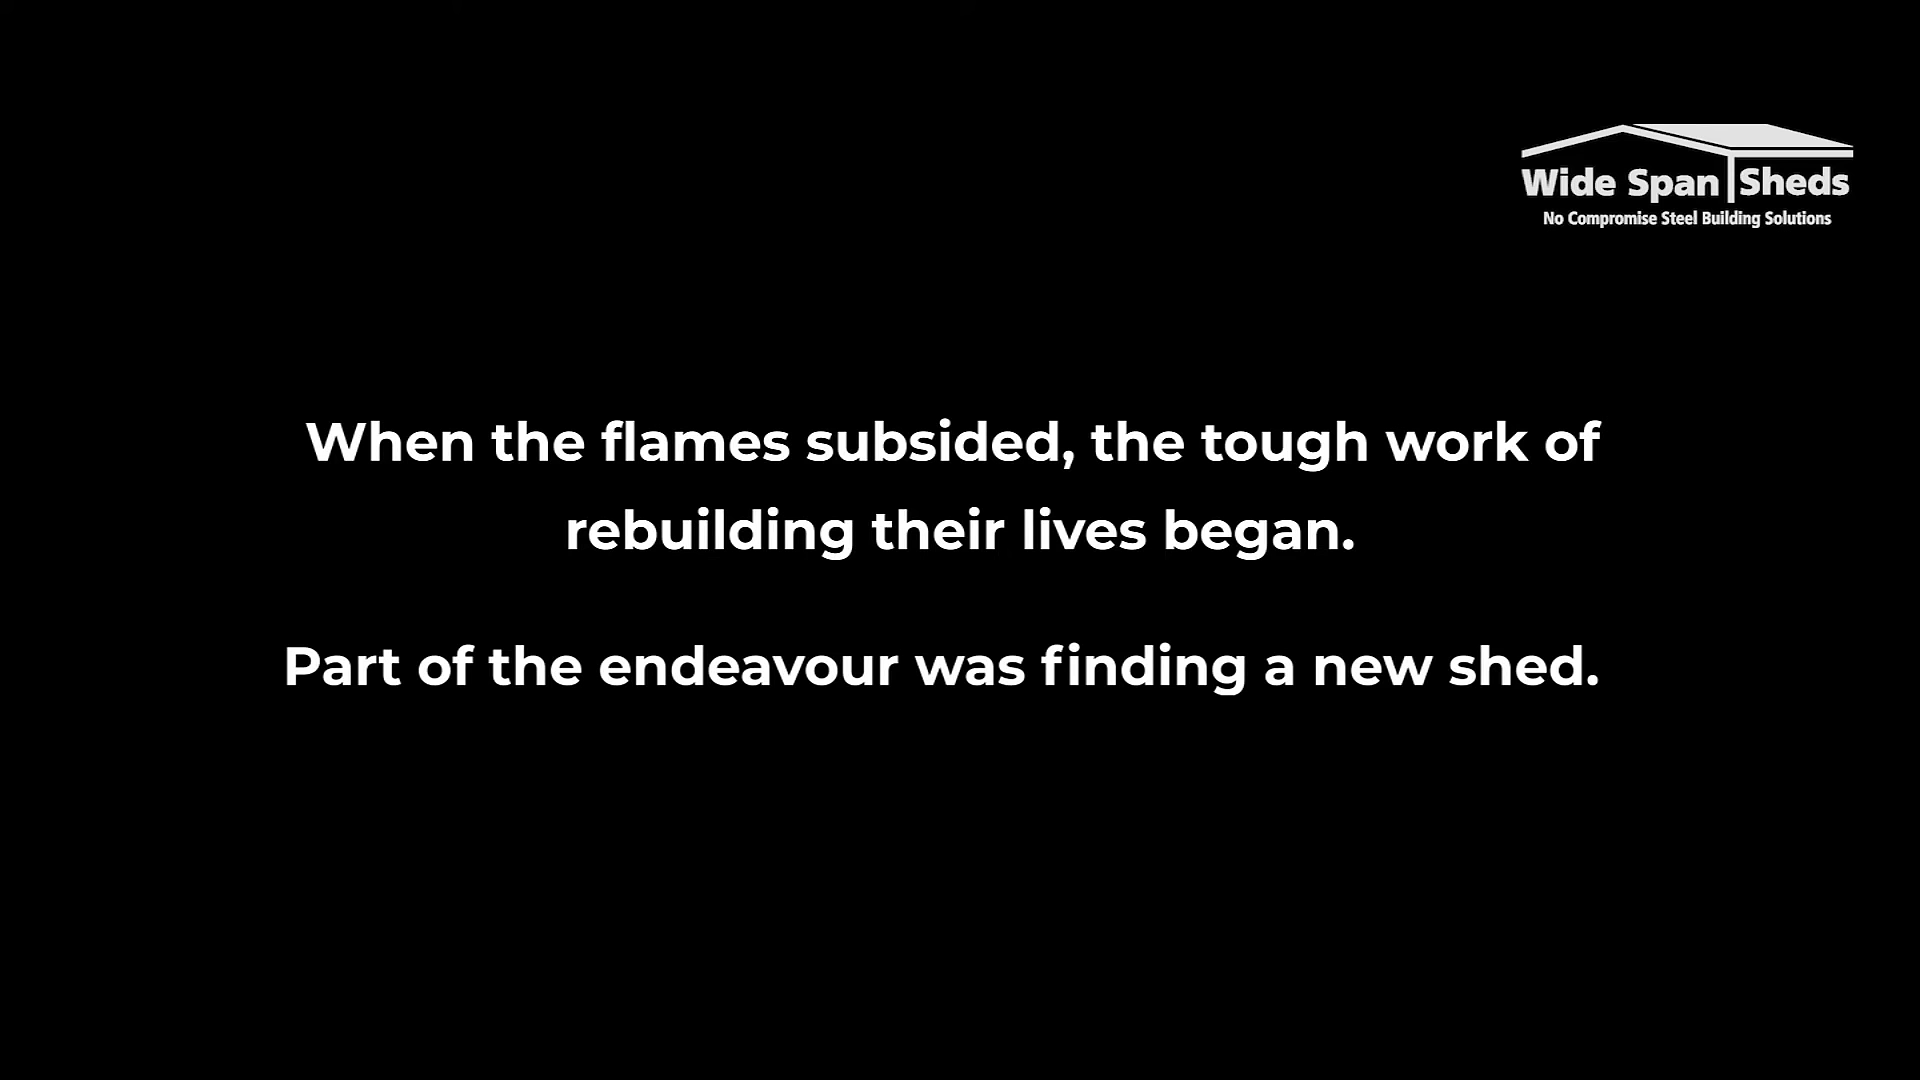 Wide Span Sheds
No Compromise Steel Building Solutions
When the flames subsided, the tough work of
rebuilding their lives began.
Part of the endeavour was finding a new shed.